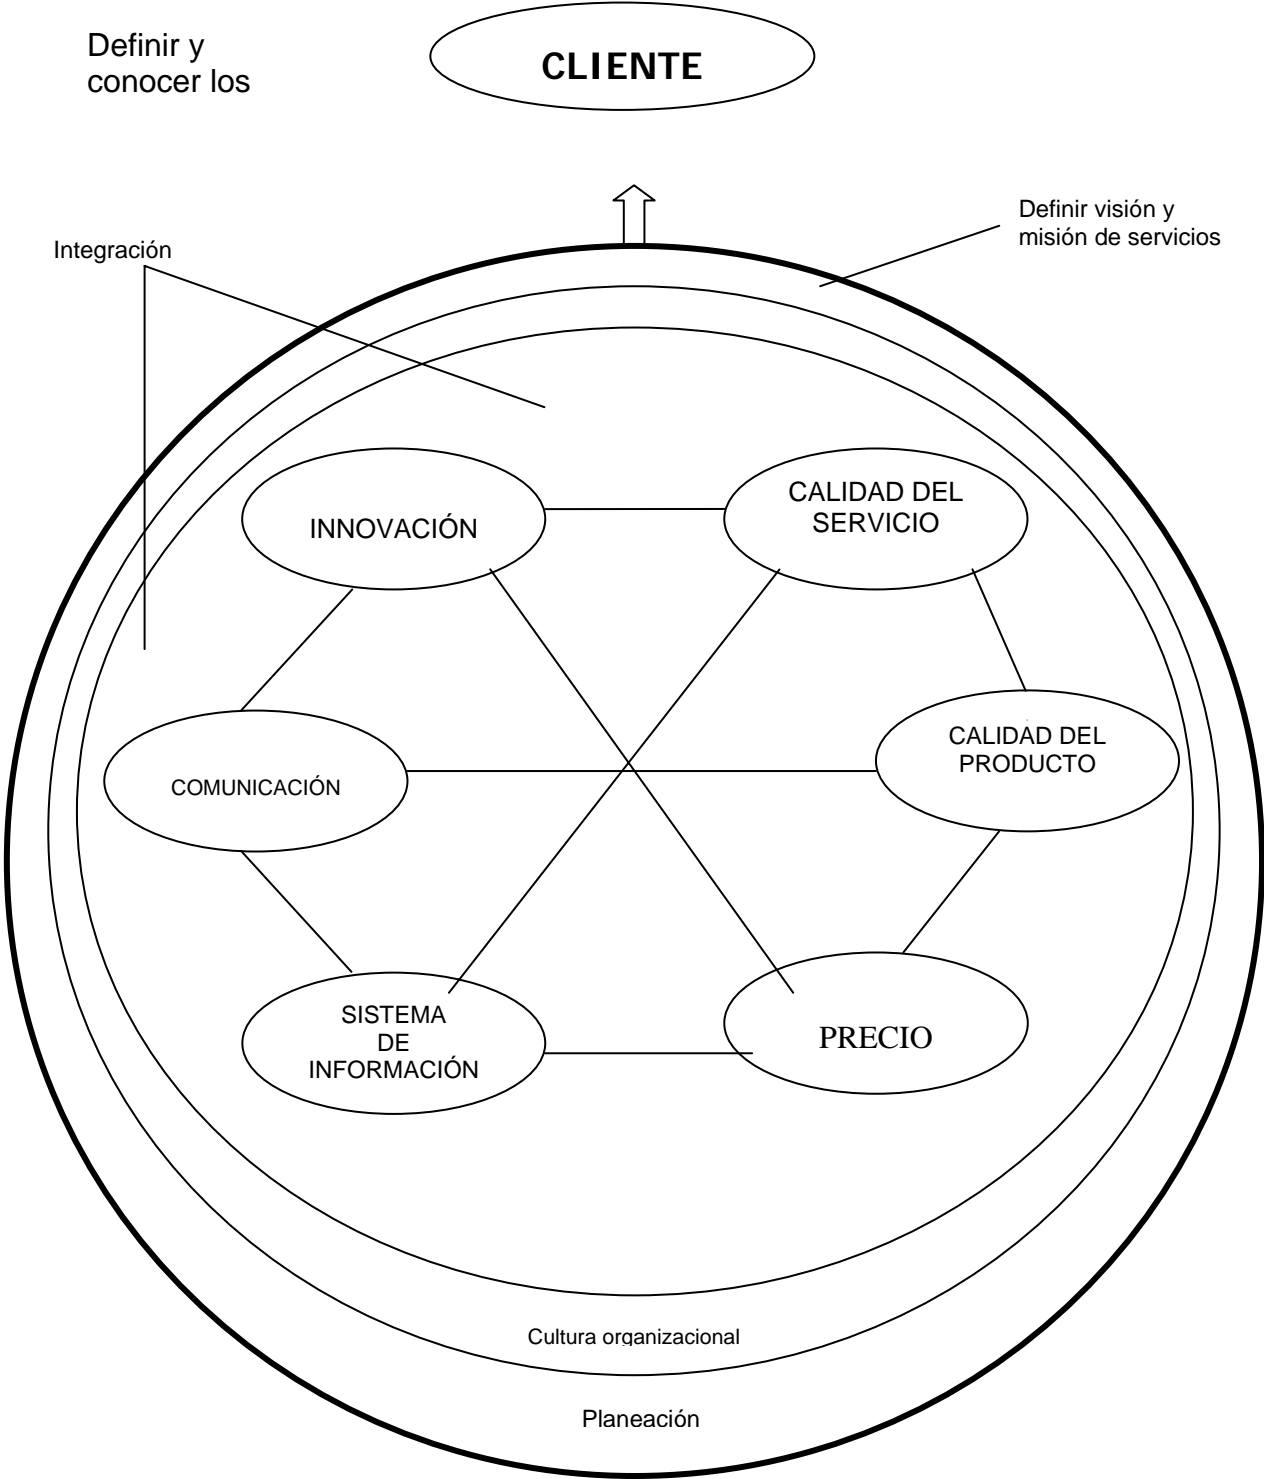 Definir y
conocer los
CLIENTE
Definir visión y
misión de servicios
Integración
INNOVACIÓN
CALIDAD DEL
SERVICIO
COMUNICACIÓN
CALIDAD DEL
PRODUCTO
SISTEMA
DE
INFORMACIÓN
PRECIO
Cultura organizacional
Planeación